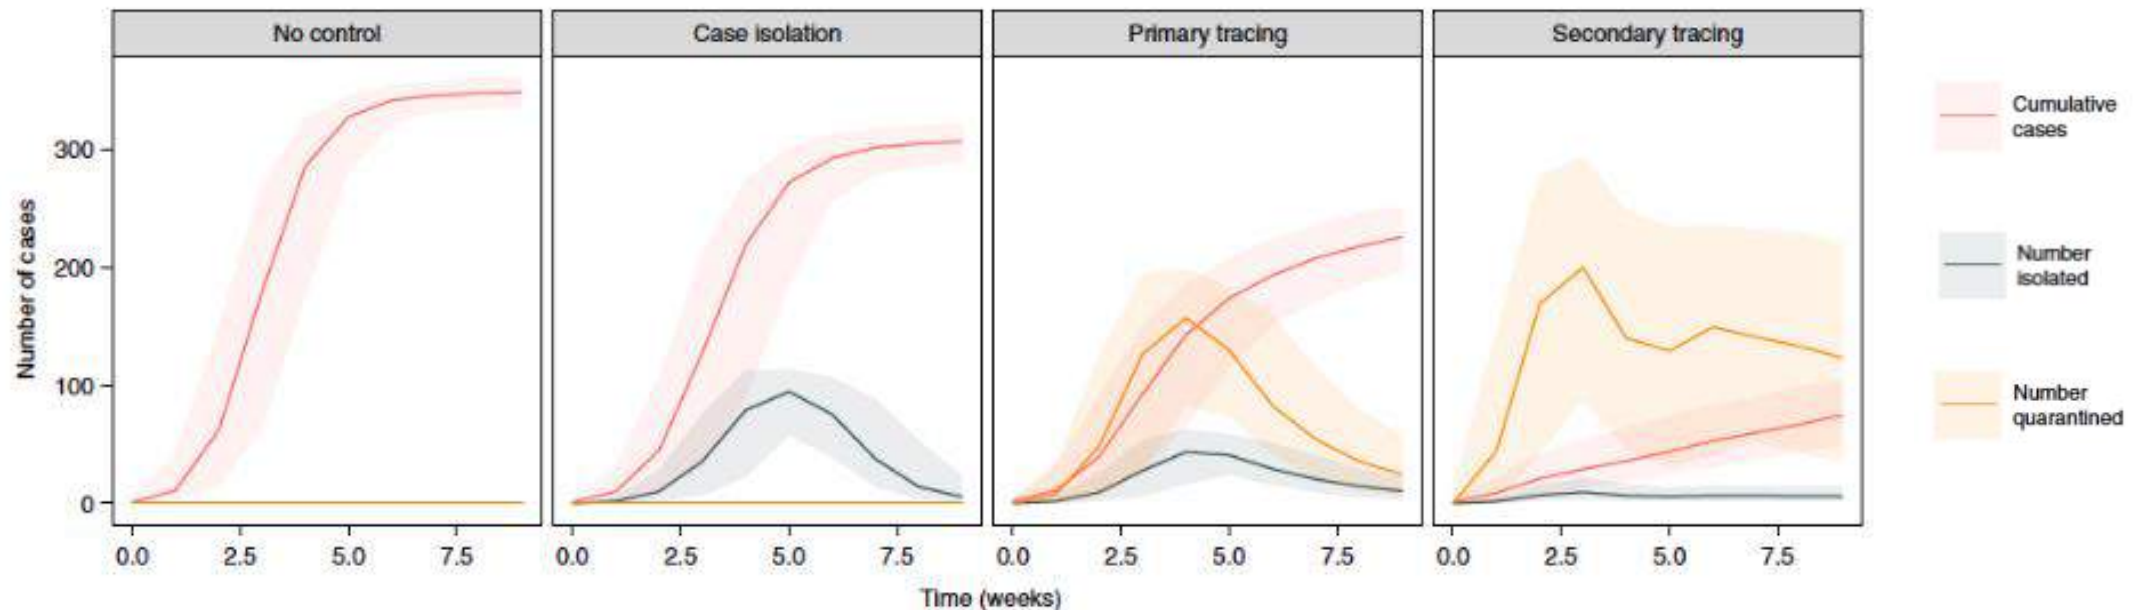 No control
Case isolation
Primary tracing
Secondary tracing
Number of cases
300
200
100
0
0.0 2.5 5.0 7.5
0.0 2.5 5.0 7.5
0.0 2.5 5.0 7.5
0.0 2.5 5.0 7.5
Time (weeks)
Cumulative
cases
Number
isolated
Number
quarantined